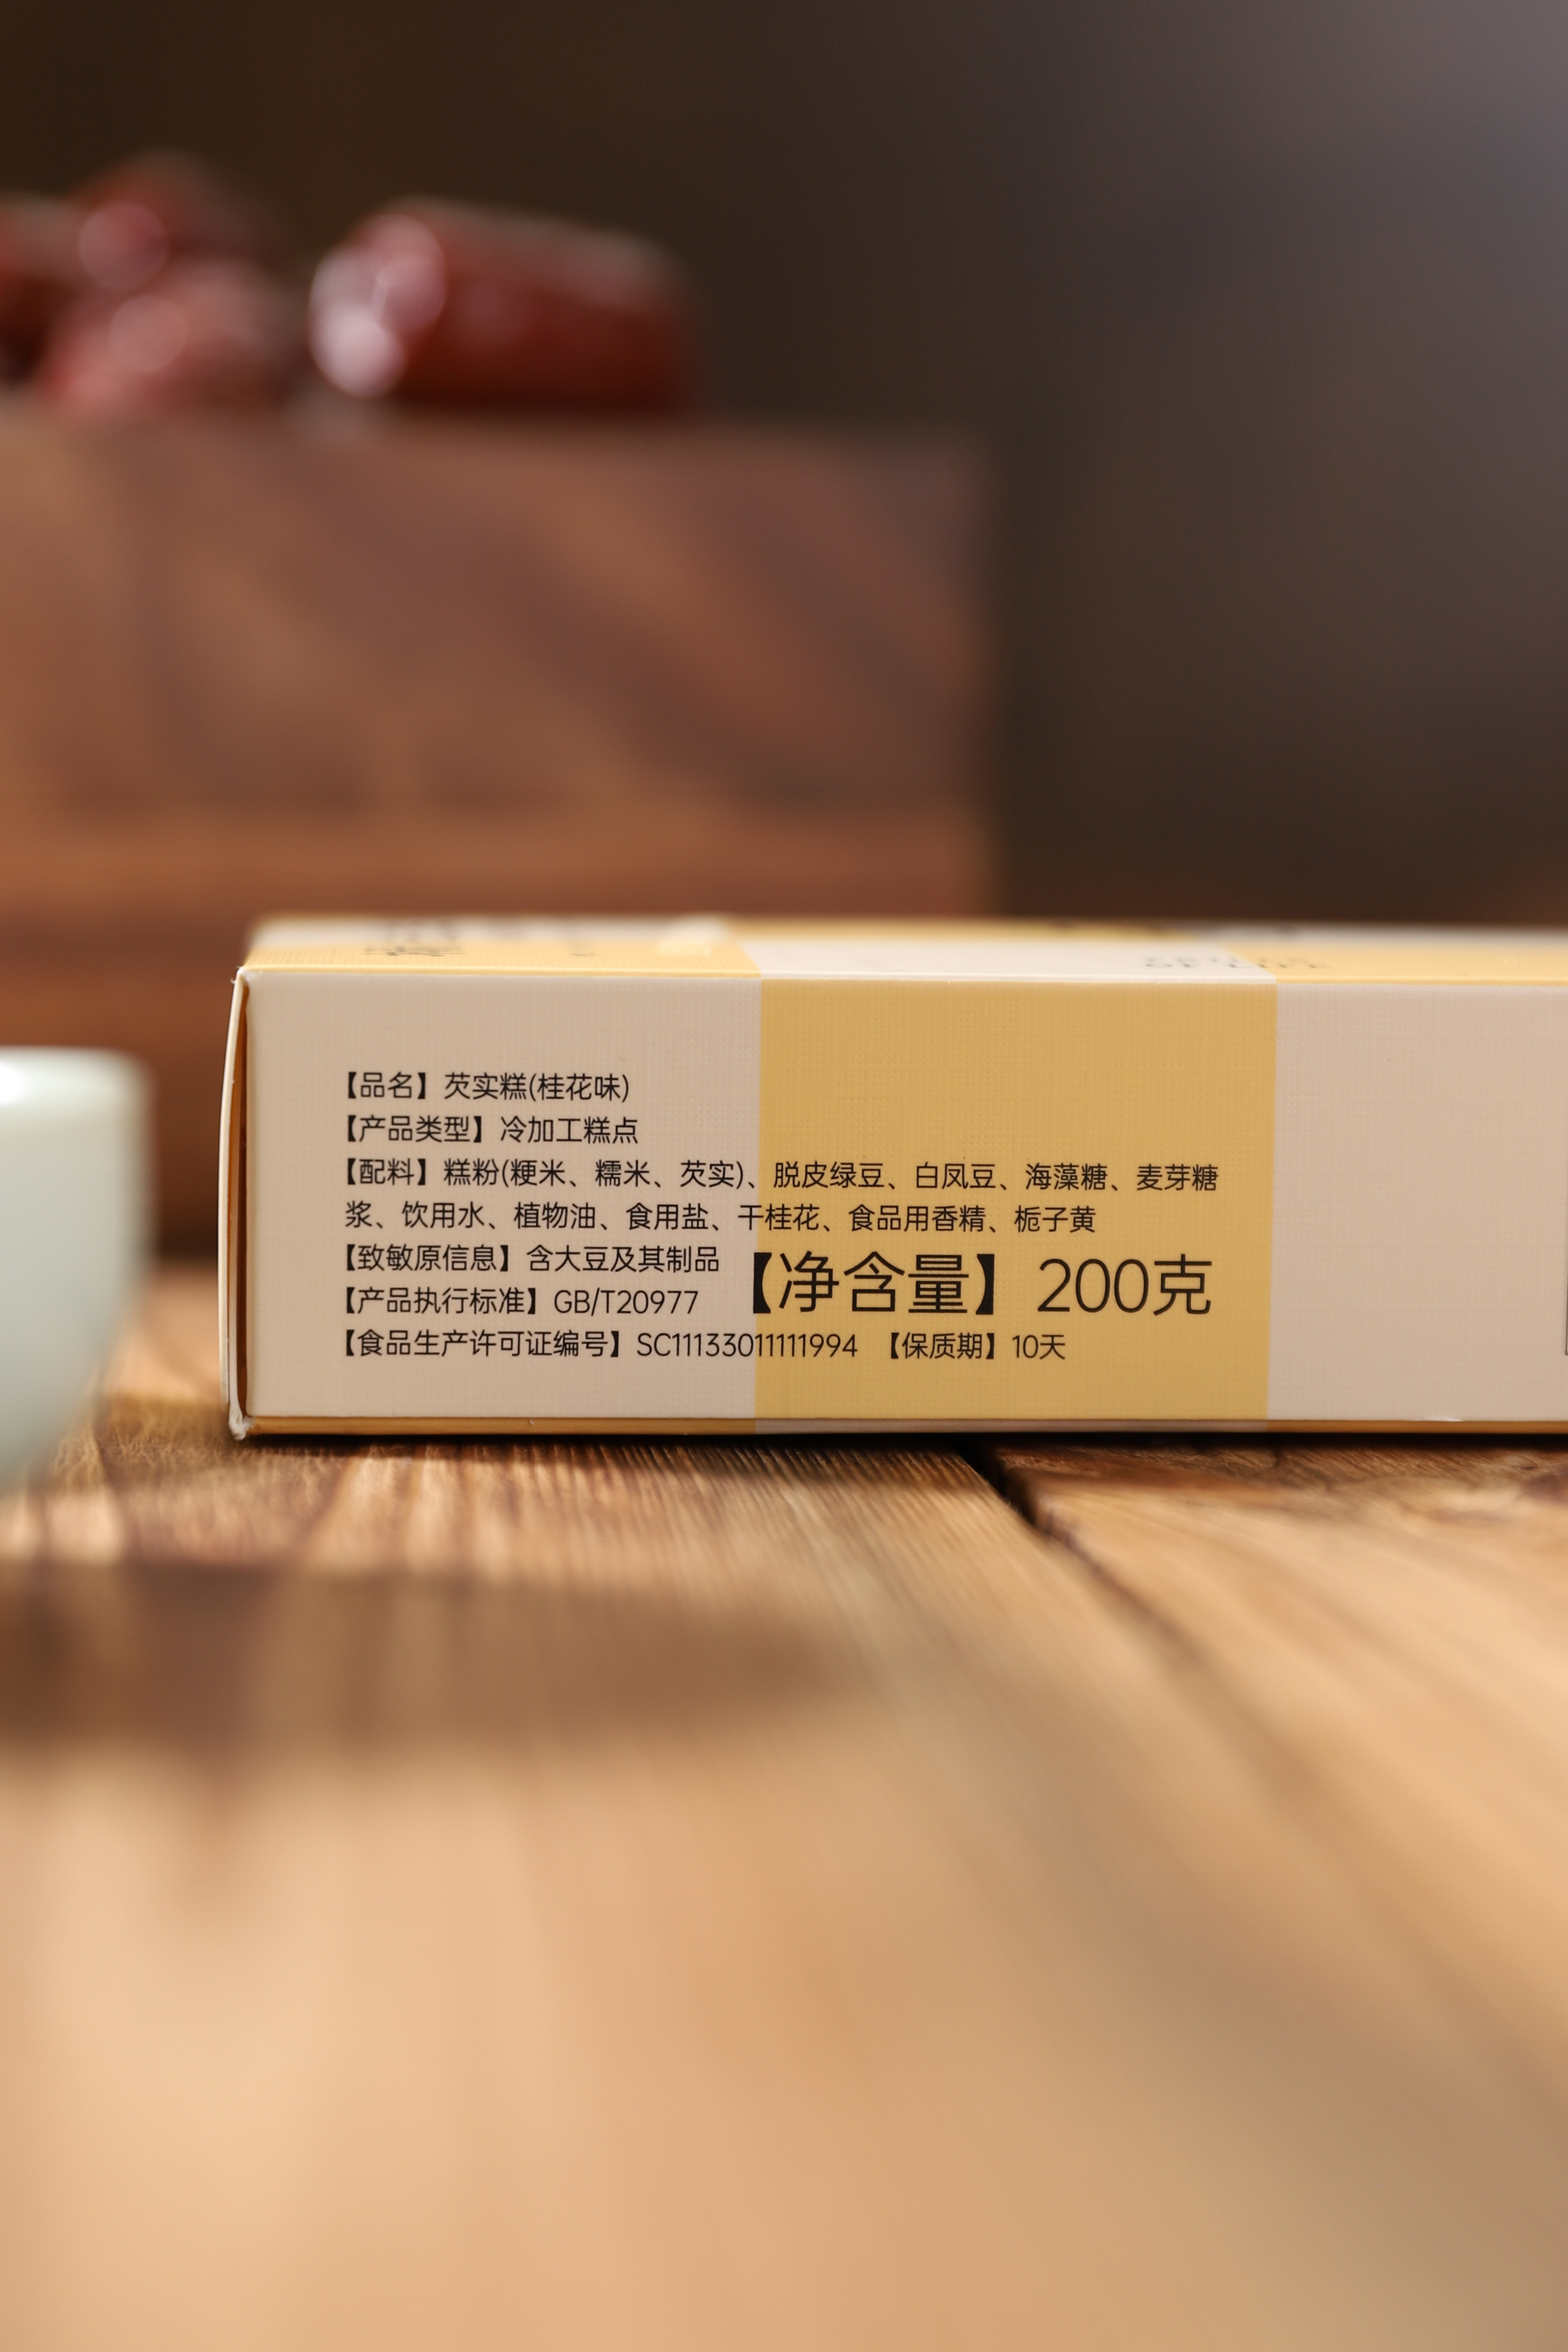 【品名】芡实糕(桂花味)
【产品类型】冷加工糕点
【配料】糕粉(粳米、糯米、芡实)、脱皮绿豆、白凤豆、海藻糖、麦芽糖
浆、饮用水、植物油、食用盐、干桂花、食品用香精、栀子黄
【致敏原信息】含大豆及其制品
【产品执行标准】GB/T20977 【净含量】200克
【食品生产许可证编号】SC11133011111994 【保质期】10天